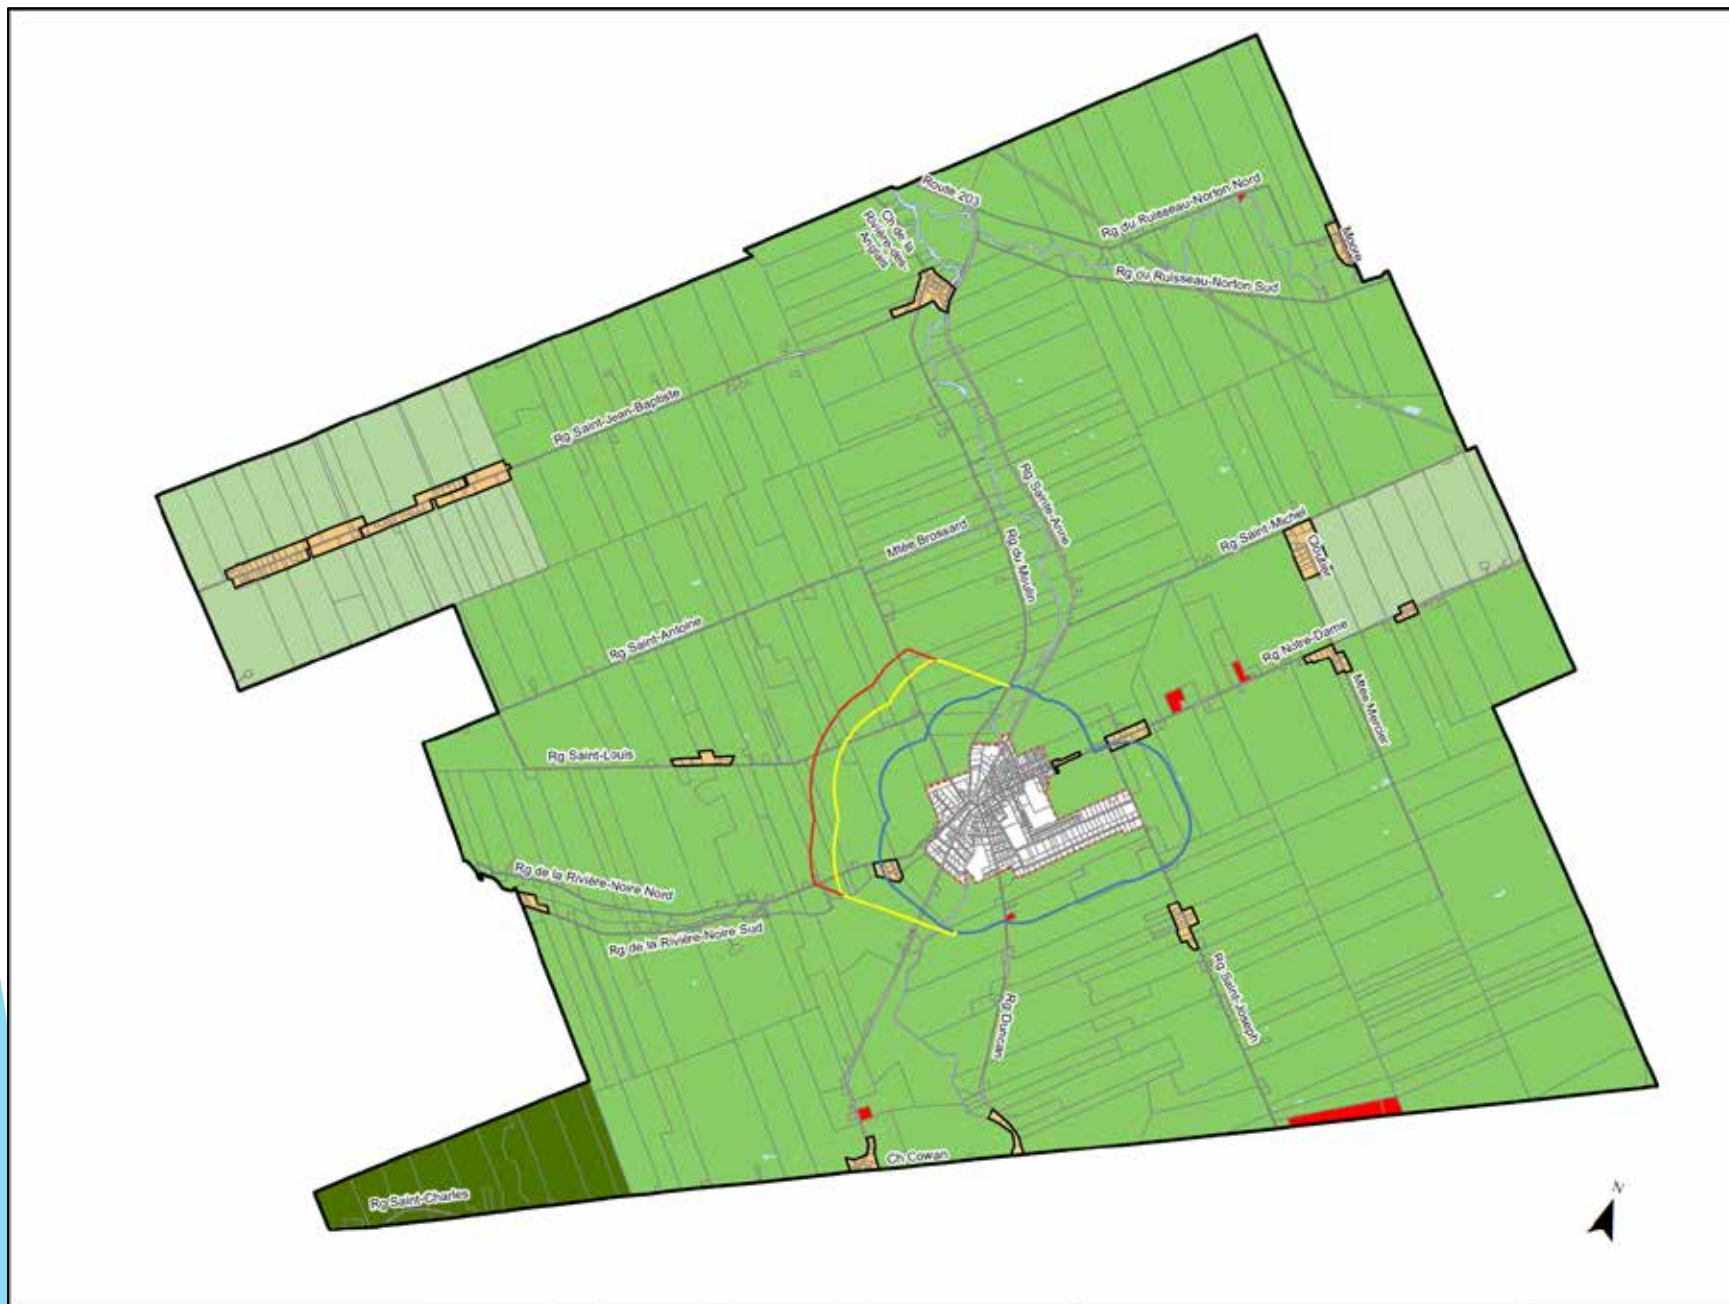 Route 203
Ch de la
Rivière-des-
Anglais
Rg du Ruisseau-Norton Nord
Moore
Rg du Ruisseau-Norton Sud
Rg Saint-Jean-Baptiste
Rg Sainte-Anne
Rg Saint-Michel
Mtée Brossard
Cloutier
Rg du Moulin
Rg Saint-Antoine
Rg Notre-Dame
Mtée Mercier
Rg Saint-Louis
Rg de la Rivière-Noire Nord
Rg de la Rivière-Noire Sud
Rg Saint-Joseph
Rg Duncan
Ch Cowan
Rg Saint-Charles
N